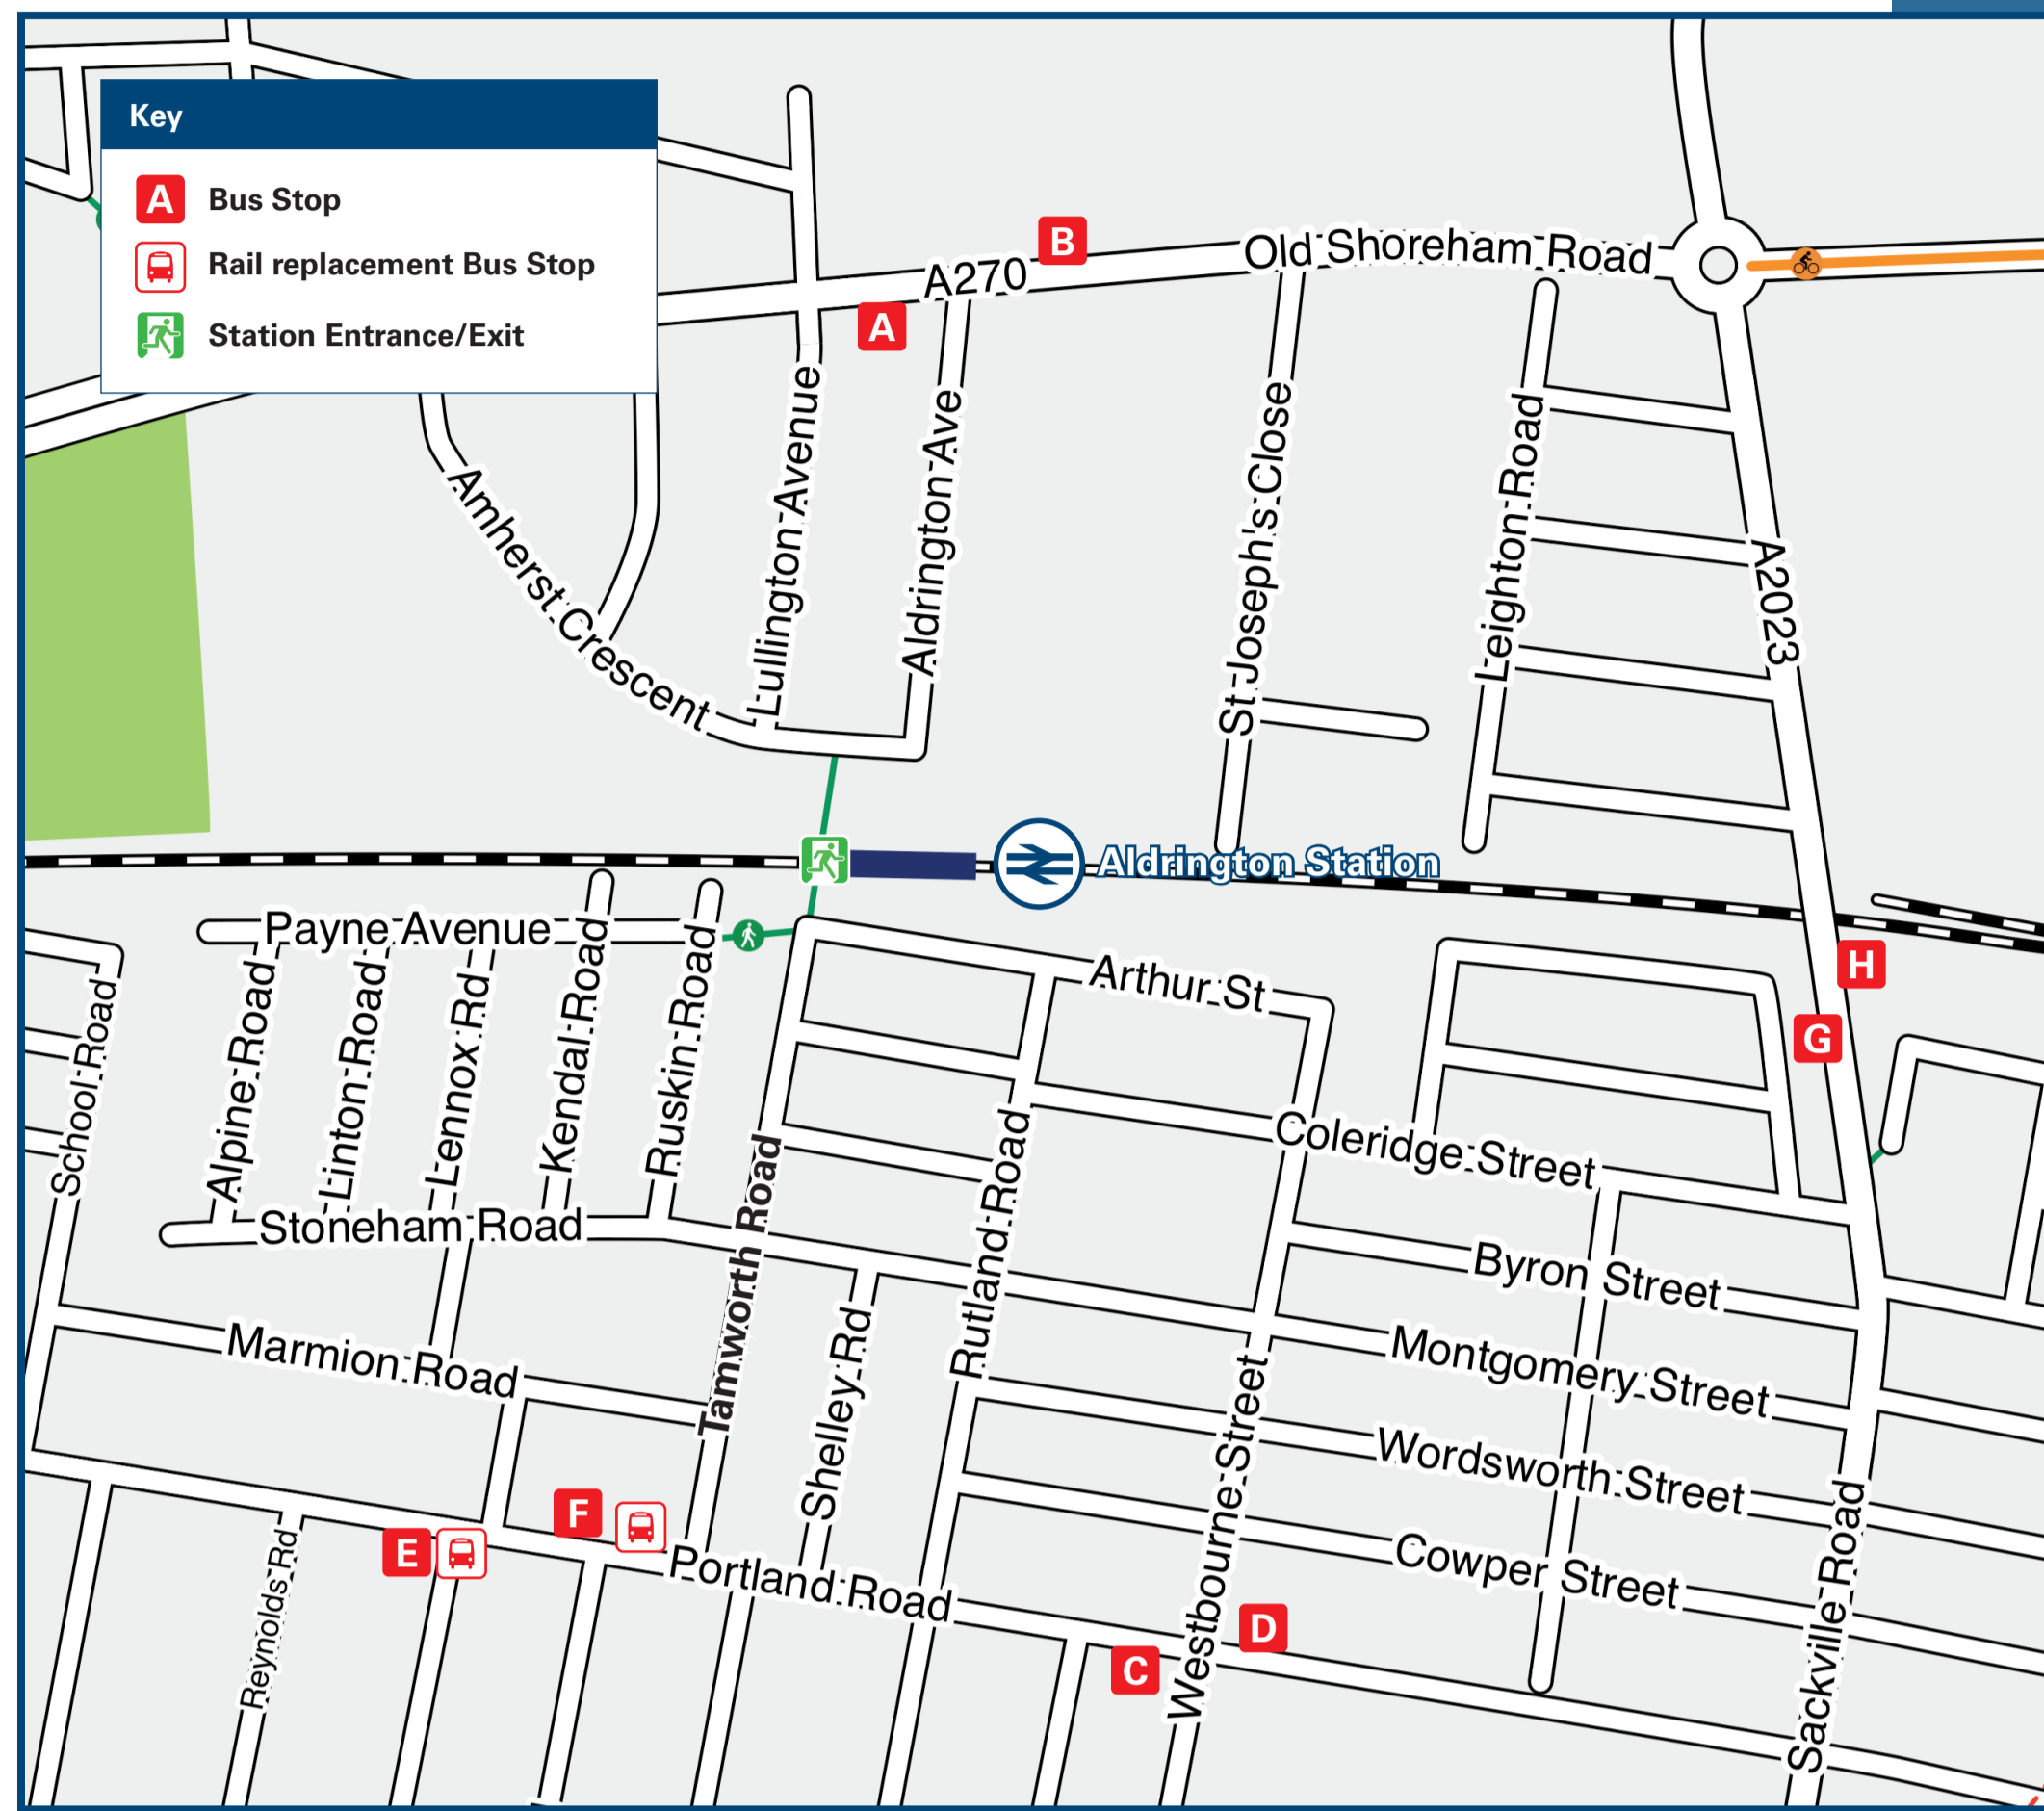 Key
A
Bus Stop
Rail replacement Bus Stop
Station Entrance/Exit
B
Old Shoreham Road
A270
A
Lullington Avenue
Aldrington Ave
St Joseph's Close
Leighton Road
A2023
Amherst Crescent
Aldrington Station
Payne Avenue
Arthur St
H
G
School Road
Alpine Road
Linton Road
Lennox Rd
Kendal Road
Ruskin Road
Tamworth Road
Rutland Road
Coleridge Street
Stoneham Road
Byron Street
Marmion Road
Shelley Rd
Montgomery Street
Westbourne Street
Wordsworth Street
Sackville Road
F
E
Reynolds Rd
Portland Road
Cowper Street
D
C